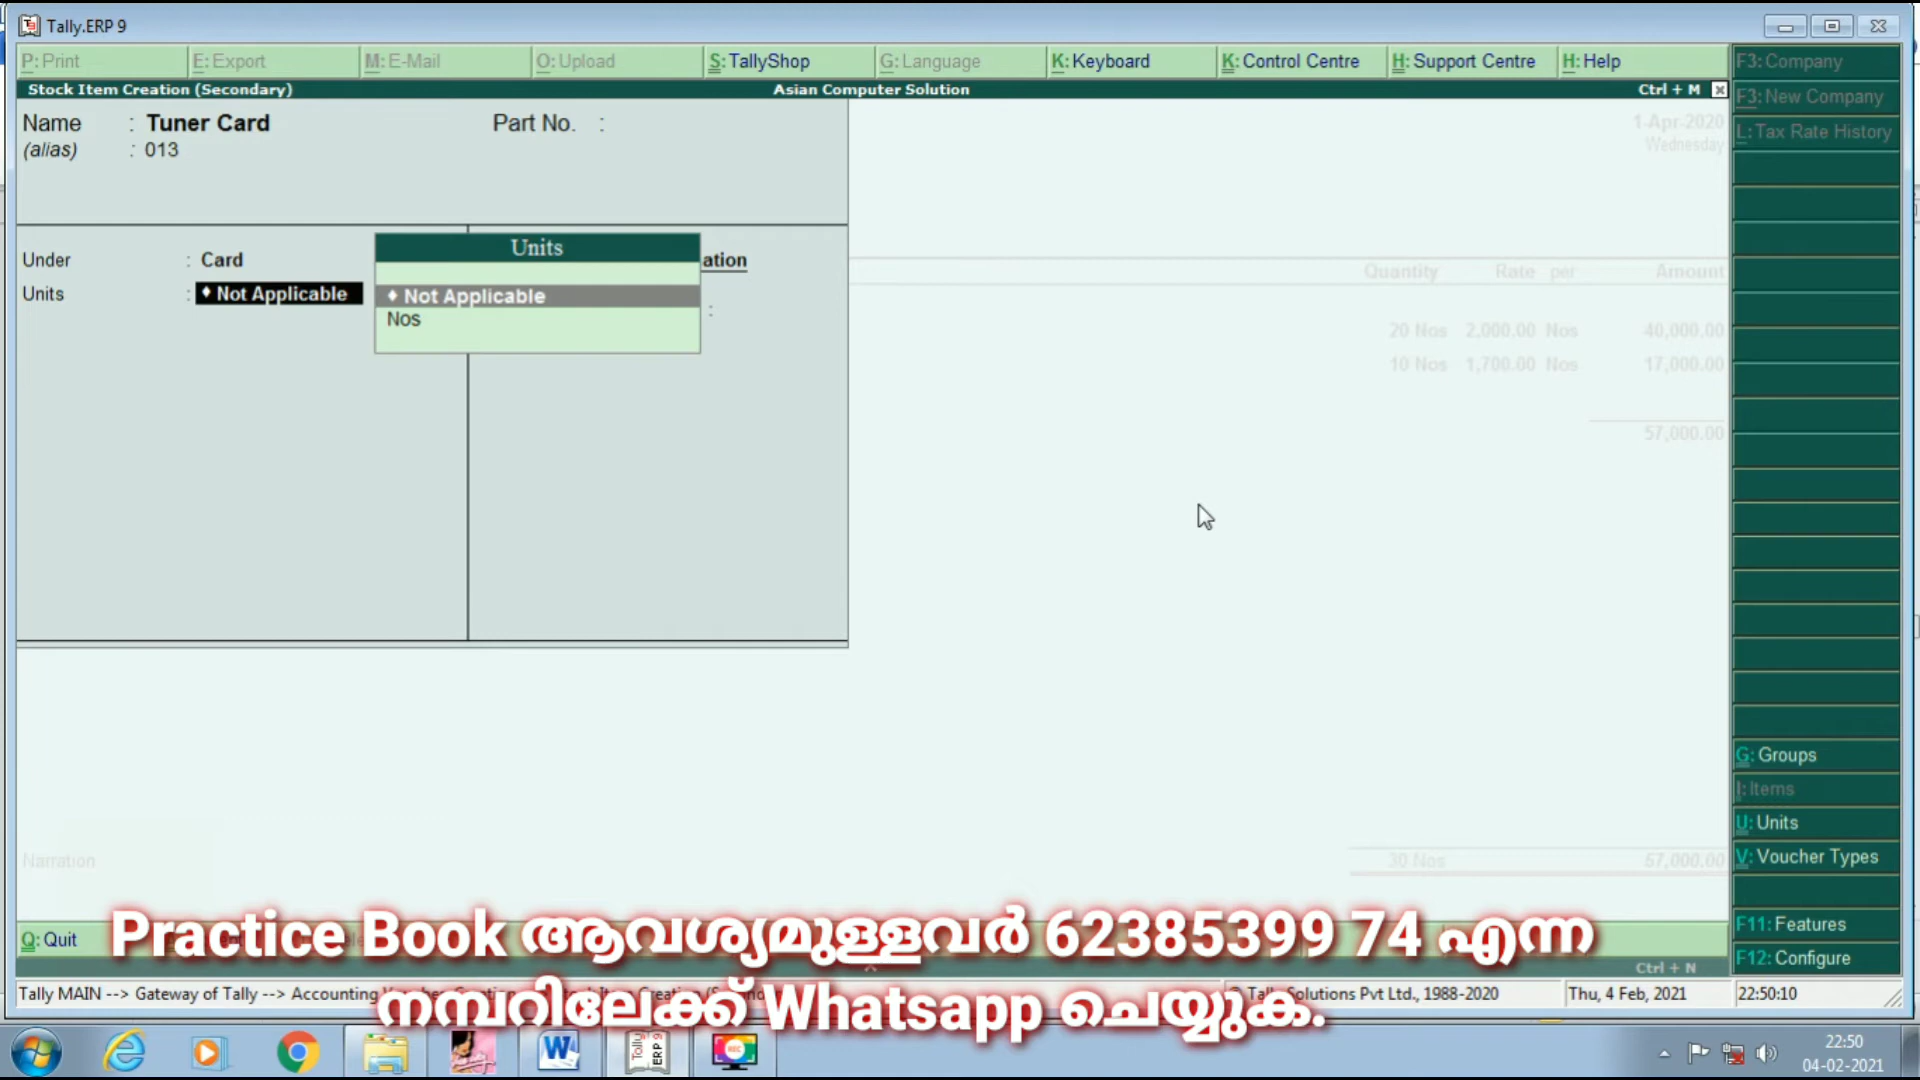 Tally.ERP 9
P: Print E: Export M: E-Mail O: Upload S: TallyShop G: Language K: Keyboard K: Control Centre H: Support Centre H: Help
F3: Company
Stock Item Creation (Secondary) Asian Computer Solution Ctrl + M
F3: New Company
Name : Tuner Card Part No. :
1-Apr-2020
L: Tax Rate History
(alias) : 013
Wednesday
Units
Under : Card
ation
Quantity Rate per Amount
Units : ♦ Not Applicable
♦ Not Applicable
Nos
:
20 Nos 2,000.00 Nos 40,000.00
10 Nos 1,700.00 Nos 17,000.00
57,000.00
G: Groups
I: Items
U: Units
V: Voucher Types
Narration
30 Nos 57,000.00
F11: Features
Q: Quit
Practice Book ആവശ്യമുള്ളവർ 62385399 74 എന്ന
നമ്പറിലേക്ക് Whatsapp ചെയ്യുക.
F12: Configure
Ctrl + N
Tally MAIN --> Gateway of Tally --> Accounting
Tally Solutions Pvt Ltd., 1988-2020 Thu, 4 Feb, 2021 22:50:10
Tally ERP 9
REC
22:50
04-02-2021